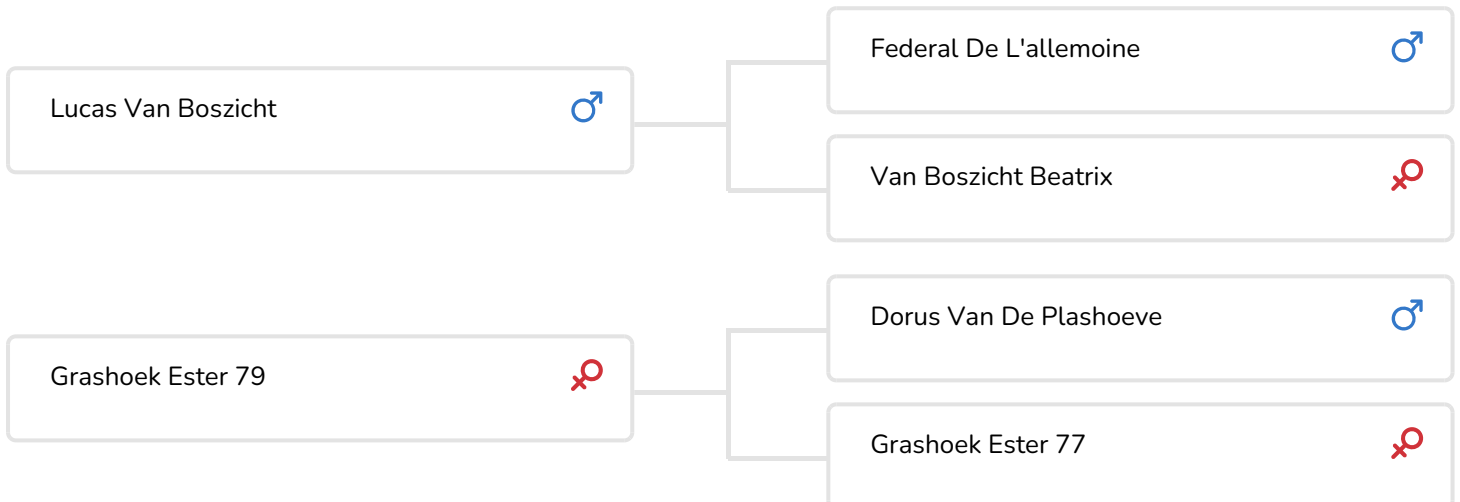 Federal De L'allemoine
Lucas Van Boszicht
Van Boszicht Beatrix
Dorus Van De Plashoeve
Grashoek Ester 79
Grashoek Ester 77